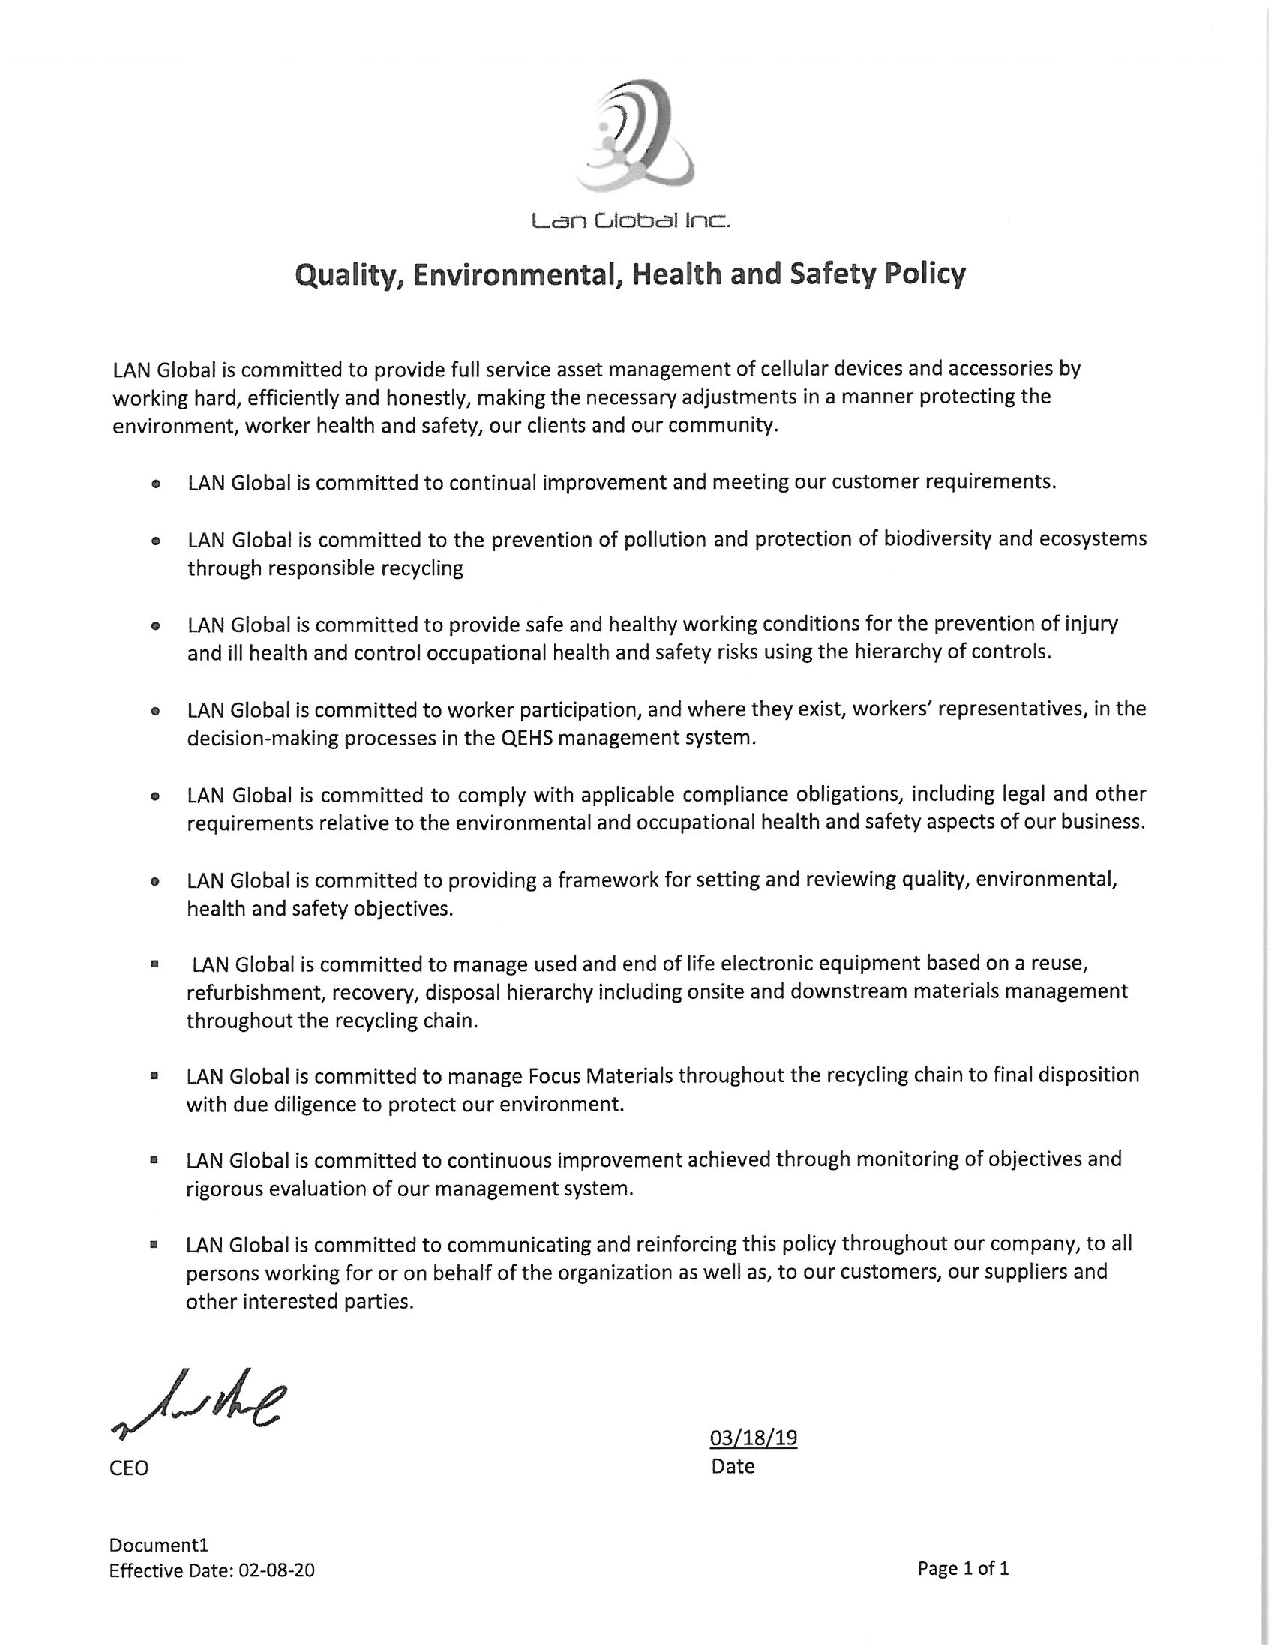 Lan Global Inc.
Quality, Environmental, Health and Safety Policy
LAN Global is committed to provide full service asset management of cellular devices and accessories by
working hard, efficiently and honestly, making the necessary adjustments in a manner protecting the
environment, worker health and safety, our clients and our community.
• LAN Global is committed to continual improvement and meeting our customer requirements.
• LAN Global is committed to the prevention of pollution and protection of biodiversity and ecosystems
through responsible recycling
• LAN Global is committed to provide safe and healthy working conditions for the prevention of injury
and ill health and control occupational health and safety risks using the hierarchy of controls.
• LAN Global is committed to worker participation, and where they exist, workers' representatives, in the
decision-making processes in the QEHS management system.
• LAN Global is committed to comply with applicable compliance obligations, including legal and other
requirements relative to the environmental and occupational health and safety aspects of our business.
• LAN Global is committed to providing a framework for setting and reviewing quality, environmental,
health and safety objectives.
▪ LAN Global is committed to manage used and end of life electronic equipment based on a reuse,
refurbishment, recovery, disposal hierarchy including onsite and downstream materials management
throughout the recycling chain.
▪ LAN Global is committed to manage Focus Materials throughout the recycling chain to final disposition
with due diligence to protect our environment.
▪ LAN Global is committed to continuous improvement achieved through monitoring of objectives and
rigorous evaluation of our management system.
▪ LAN Global is committed to communicating and reinforcing this policy throughout our company, to all
persons working for or on behalf of the organization as well as, to our customers, our suppliers and
other interested parties.
03/18/19
CEO Date
Document1
Effective Date: 02-08-20 Page 1 of 1